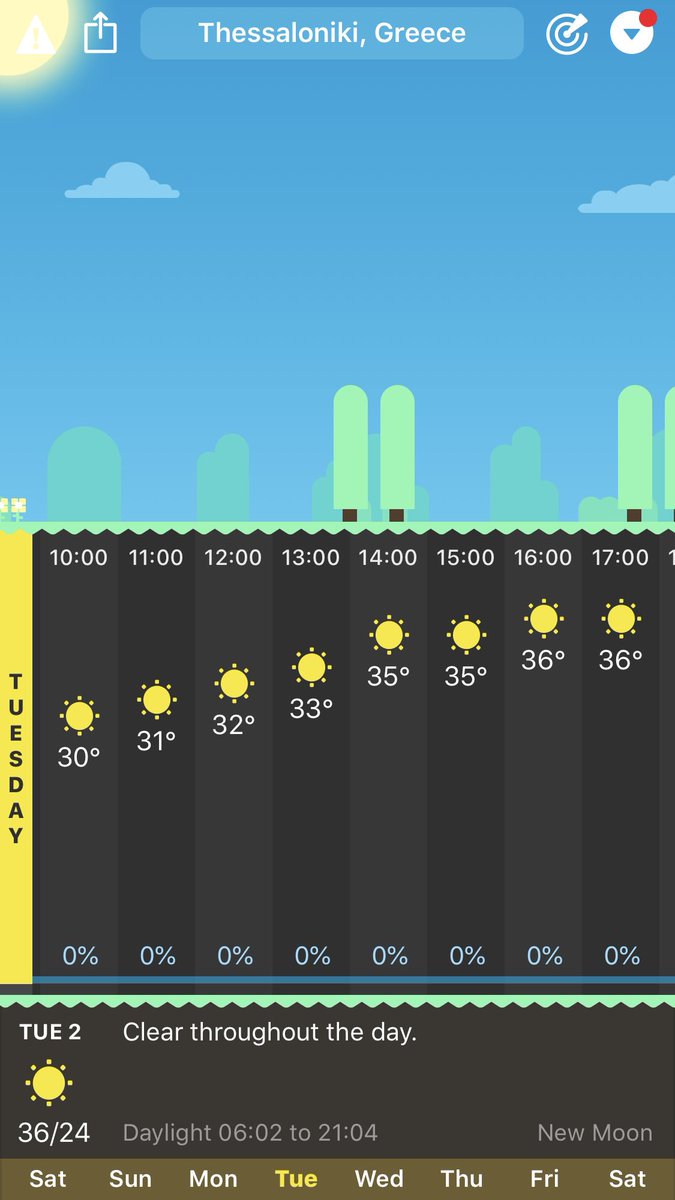 Thessaloniki, Greece
10:00 11:00 12:00 13:00 14:00 15:00 16:00 17:00
30° 31° 32° 33° 35° 35° 36° 36°
TUESDAY
0% 0% 0% 0% 0% 0% 0% 0%
TUE 2 Clear throughout the day.
36/24 Daylight 06:02 to 21:04 New Moon
Sat Sun Mon Tue Wed Thu Fri Sat